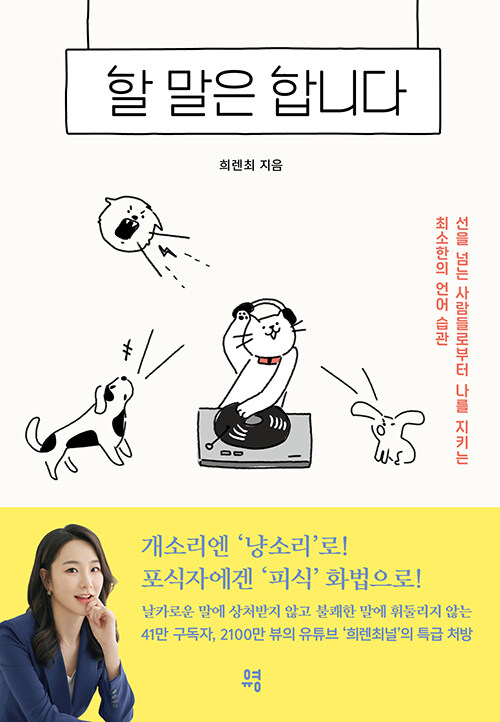 할 말은 합니다
희렌최 지음
선을 넘는 사람들로부터 나를 지키는
최소한의 언어 습관
개소리엔 ‘냥소리’로!
포식자에겐 ‘피식’ 화법으로!
날카로운 말에 상처받지 않고 불쾌한 말에 휘둘리지 않는
41만 구독자, 2100만 뷰의 유튜브 ‘희렌최널’의 특급 처방
유영